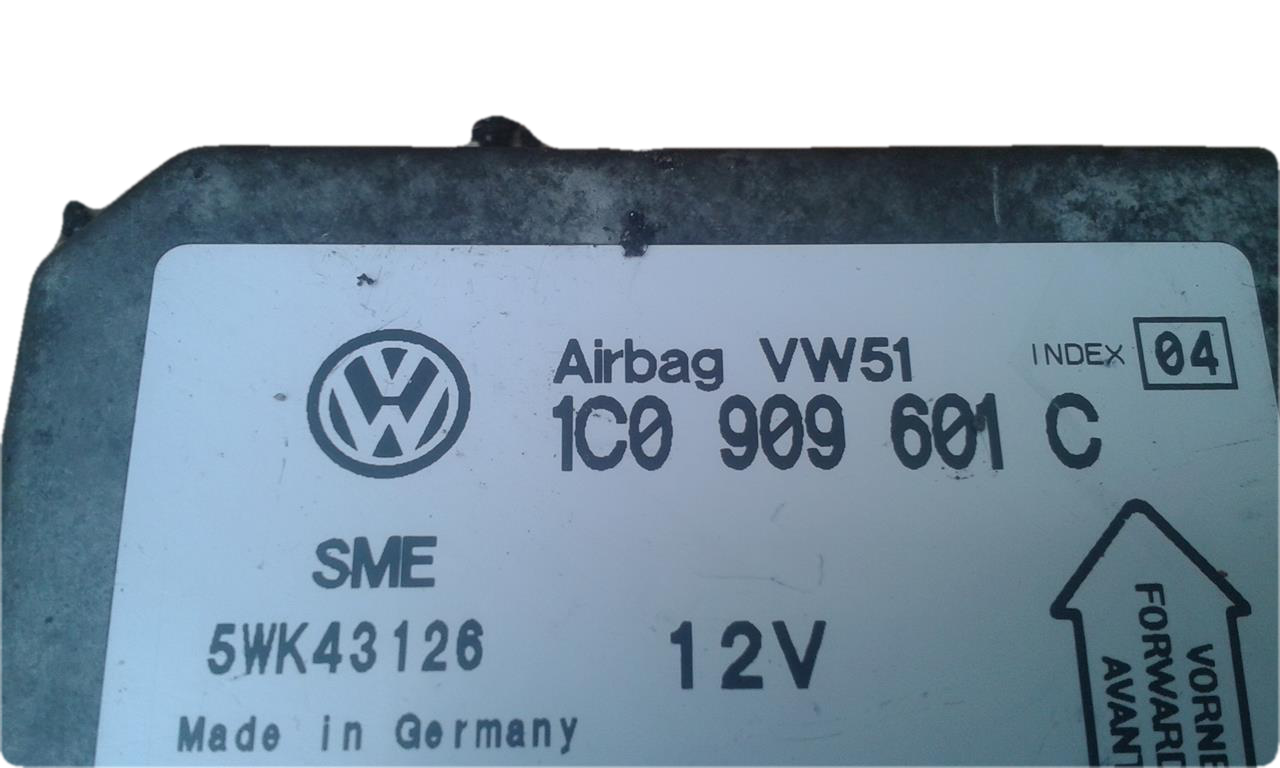 Airbag VW51 INDEX 04
1C0 909 601 C
SME
5WK43126 12V
Made in Germany
VORNE
FORWARD
AVANT